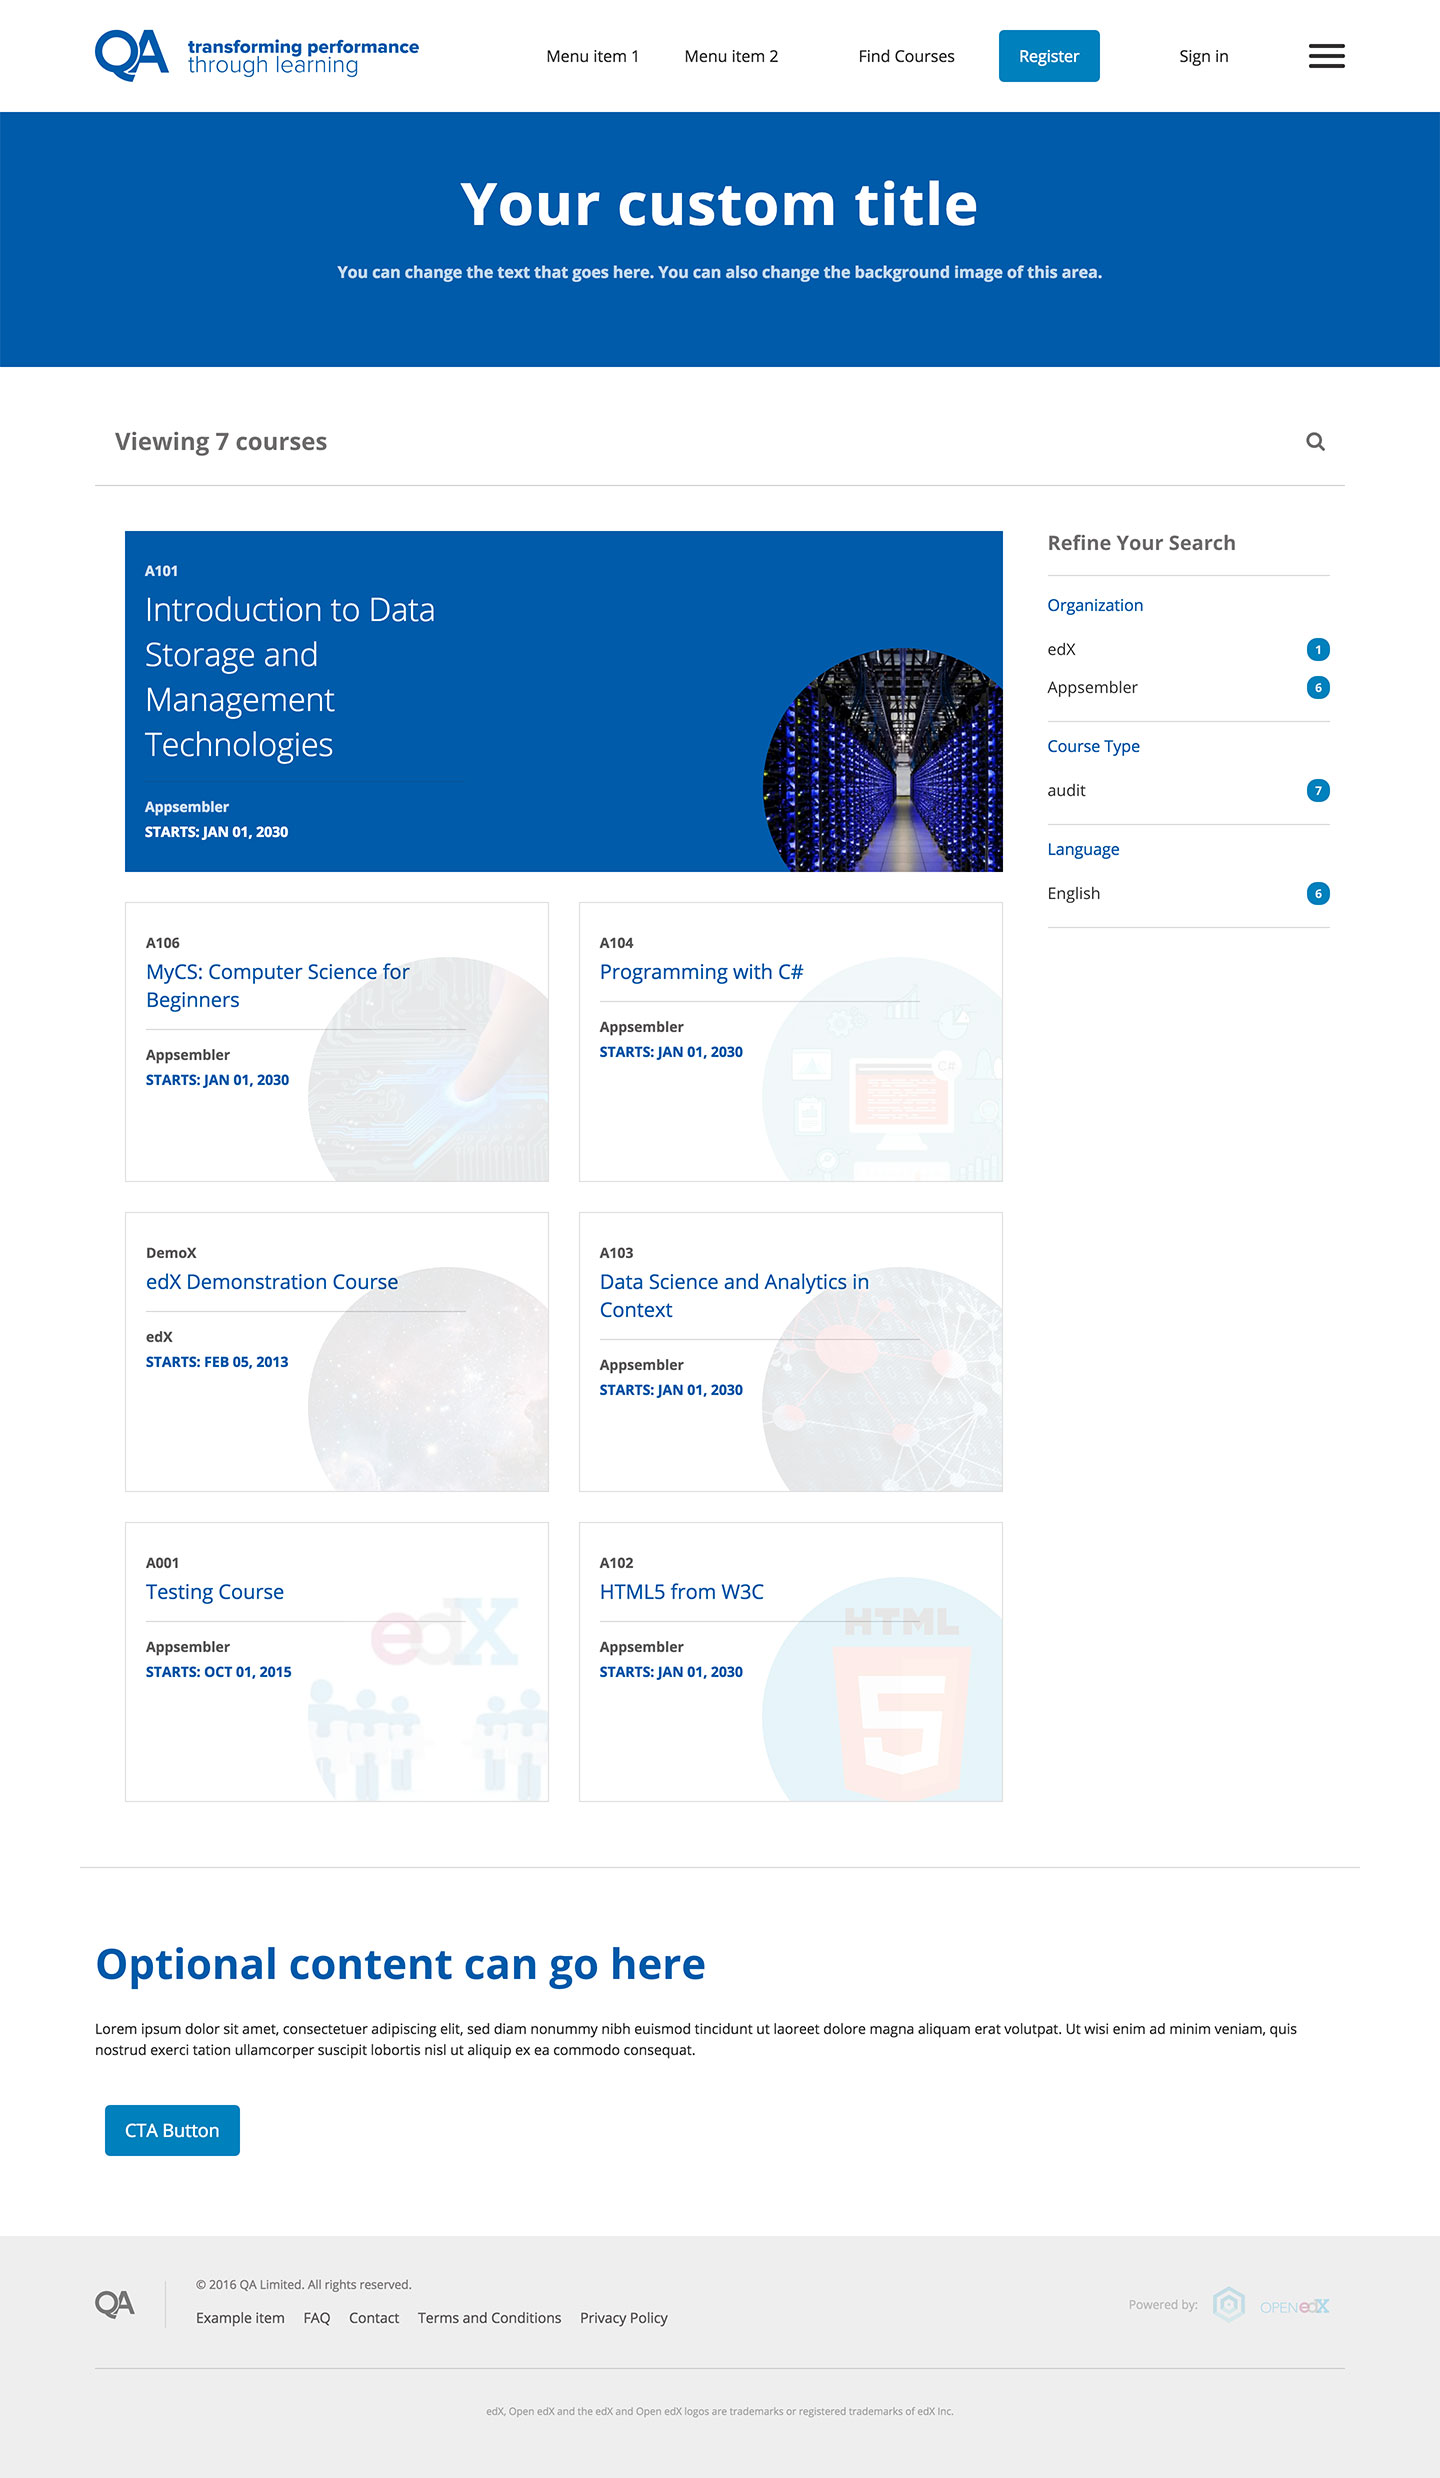 QA transforming performance
through learning
Menu item 1
Menu item 2
Find Courses
Register
Sign in
Your custom title
You can change the text that goes here. You can also change the background image of this area.
Viewing 7 courses
A101
Introduction to Data
Storage and
Management
Technologies
Appsembler
STARTS: JAN 01, 2030
Refine Your Search
Organization
edX 1
Appsembler 6
Course Type
audit 7
Language
English 6
A106
MyCS: Computer Science for
Beginners
Appsembler
STARTS: JAN 01, 2030
A104
Programming with C#
Appsembler
STARTS: JAN 01, 2030
C#
DemoX
edX Demonstration Course
edX
STARTS: FEB 05, 2013
A103
Data Science and Analytics in
Context
Appsembler
STARTS: JAN 01, 2030
A001
Testing Course
Appsembler
STARTS: OCT 01, 2015
edX
A102
HTML5 from W3C
Appsembler
STARTS: JAN 01, 2030
HTML
5
Optional content can go here
Lorem ipsum dolor sit amet, consectetuer adipiscing elit, sed diam nonummy nibh euismod tincidunt ut laoreet dolore magna aliquam erat volutpat. Ut wisi enim ad minim veniam, quis
nostrud exerci tation ullamcorper suscipit lobortis nisl ut aliquip ex ea commodo consequat.
CTA Button
QA
© 2016 QA Limited. All rights reserved.
Example item FAQ Contact Terms and Conditions Privacy Policy
Powered by:
OPEN edX
edX, Open edX and the edX and Open edX logos are trademarks or registered trademarks of edX Inc.